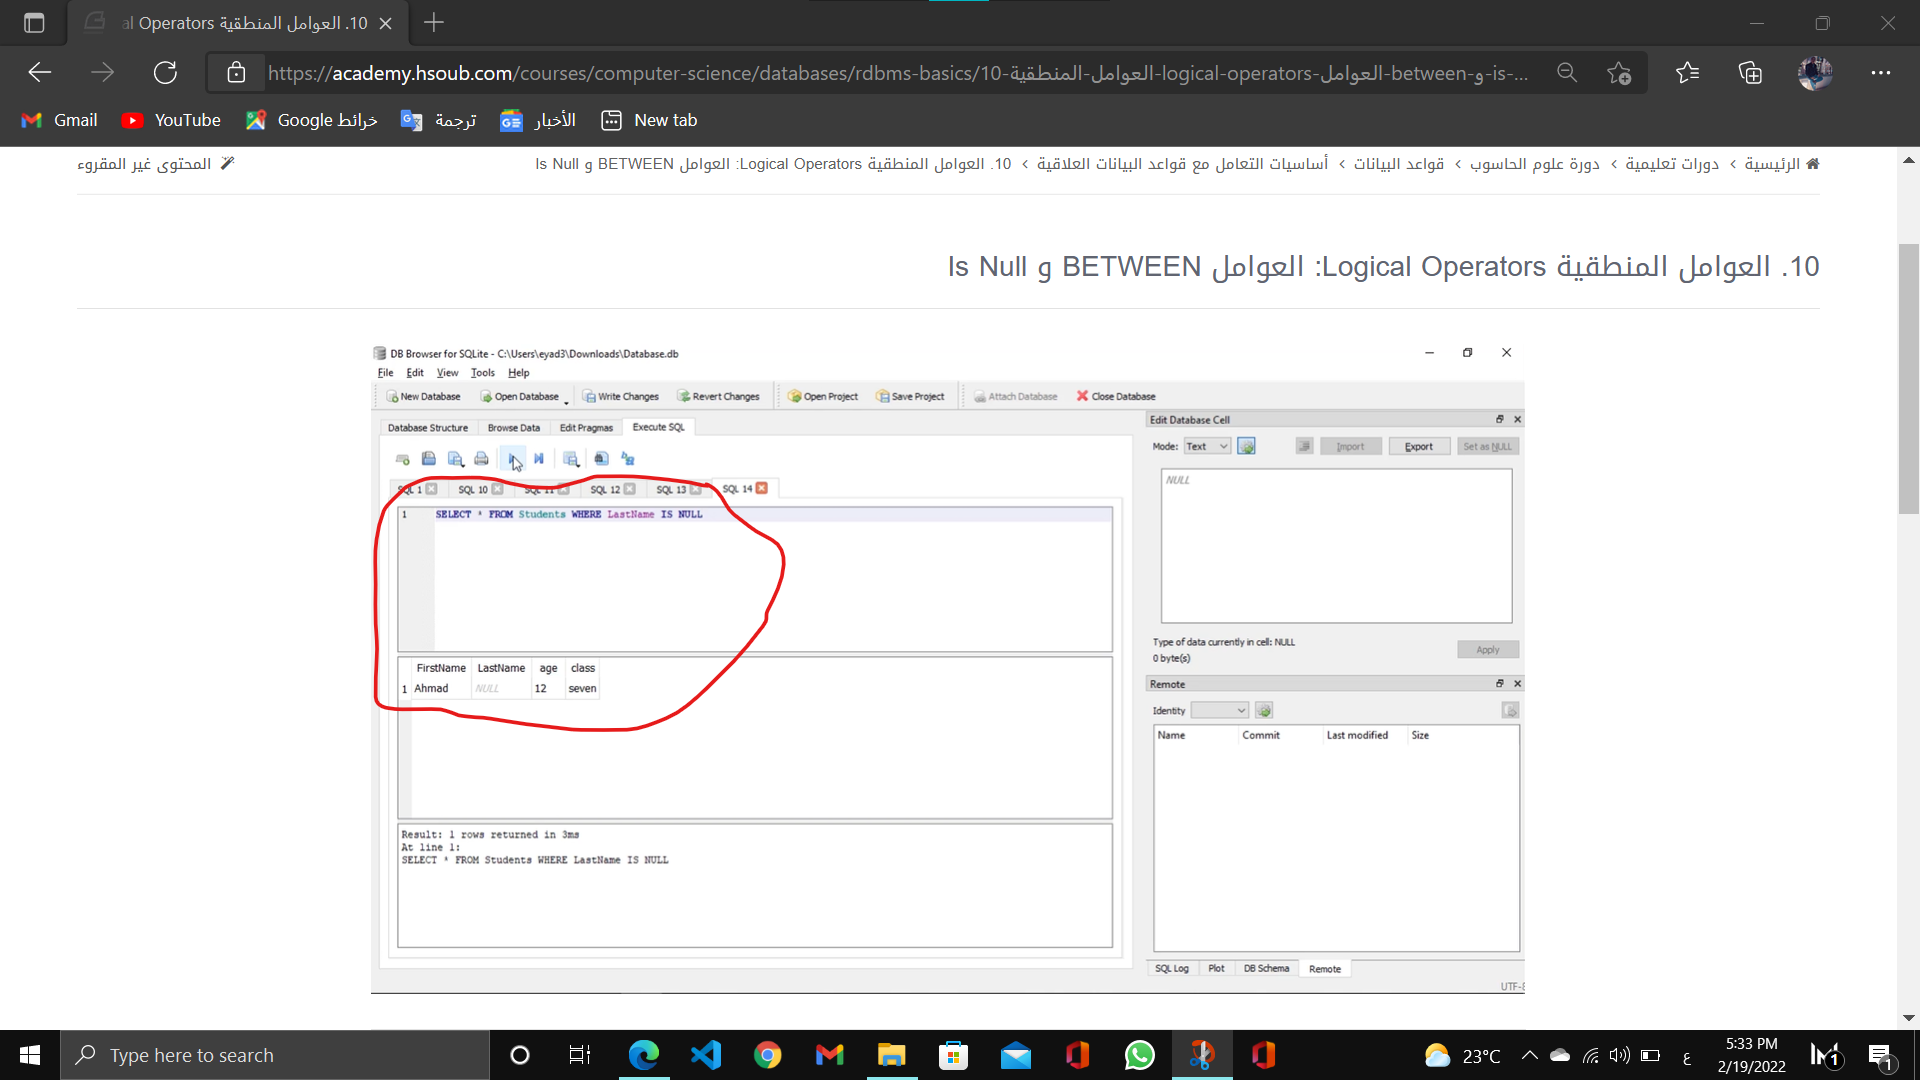 10. العوامل المنطقية al Operators
https://academy.hsoub.com/courses/computer-science/databases/rdbms-basics/10-العوامل-المنطقية-logical-operators-العوامل-between-و-is-...
Gmail YouTube خرائط Google ترجمة الأخبار New tab
الرئيسية › دورات تعليمية › دورة علوم الحاسوب › قواعد البيانات › أساسيات التعامل مع قواعد البيانات العلاقية › 10. العوامل المنطقية Logical Operators: العوامل BETWEEN و Is Null
المحتوى غير المقروء
10. العوامل المنطقية Logical Operators: العوامل BETWEEN و Is Null
DB Browser for SQLite - C:\Users\eyad3\Downloads\Database.db
File Edit View Tools Help
New Database Open Database Write Changes Revert Changes Open Project Save Project Attach Database Close Database
Database Structure Browse Data Edit Pragmas Execute SQL
SQL 1 SQL 10 SQL 11 SQL 12 SQL 13 SQL 14
1 SELECT * FROM Students WHERE LastName IS NULL
FirstName LastName age class
1 Ahmad NULL 12 seven
Result: 1 rows returned in 3ms
At line 1:
SELECT * FROM Students WHERE LastName IS NULL
Edit Database Cell
Mode: Text Import Export Set as NULL
NULL
Type of data currently in cell: NULL
0 byte(s)
Apply
Remote
Identity
Name Commit Last modified Size
SQL Log Plot DB Schema Remote
UTF-8
Type here to search
23°C
ع
5:33 PM
2/19/2022
1
1